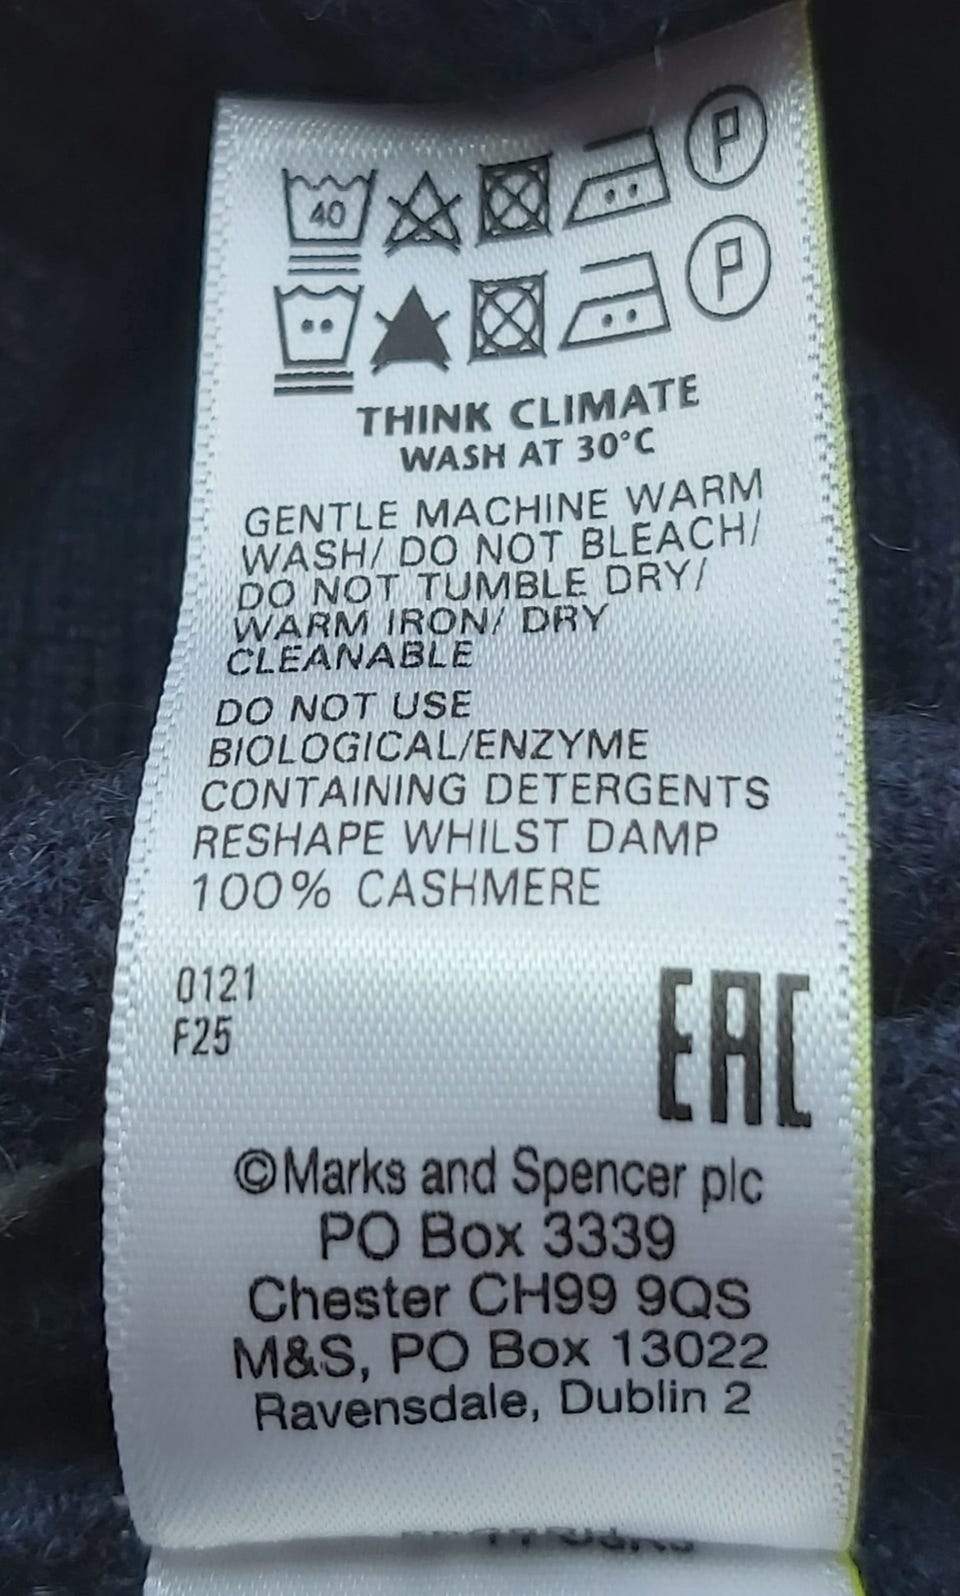 40
P
P
THINK CLIMATE
WASH AT 30°C
GENTLE MACHINE WARM
WASH/ DO NOT BLEACH/
DO NOT TUMBLE DRY/
WARM IRON/ DRY
CLEANABLE
DO NOT USE
BIOLOGICAL/ENZYME
CONTAINING DETERGENTS
RESHAPE WHILST DAMP
100% CASHMERE
0121
F25
EAC
©Marks and Spencer plc
PO Box 3339
Chester CH99 9QS
M&S, PO Box 13022
Ravensdale, Dublin 2